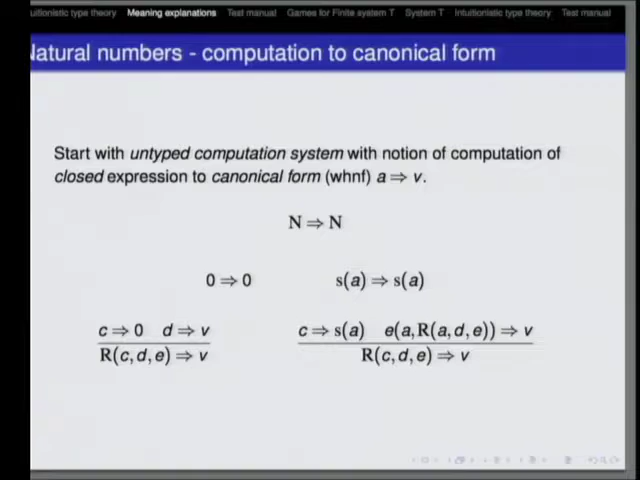 uitionistic type theory Meaning explanations Test manual Games for Finite system T System T Intuitionistic type theory Test manual
Natural numbers - computation to canonical form
Start with untyped computation system with notion of computation of
closed expression to canonical form (whnf) a ⇒ v.
N ⇒ N
0 ⇒ 0 s(a) ⇒ s(a)
c ⇒ 0 d ⇒ v c ⇒ s(a) e(a, R(a, d, e)) ⇒ v
R(c, d, e) ⇒ v R(c, d, e) ⇒ v